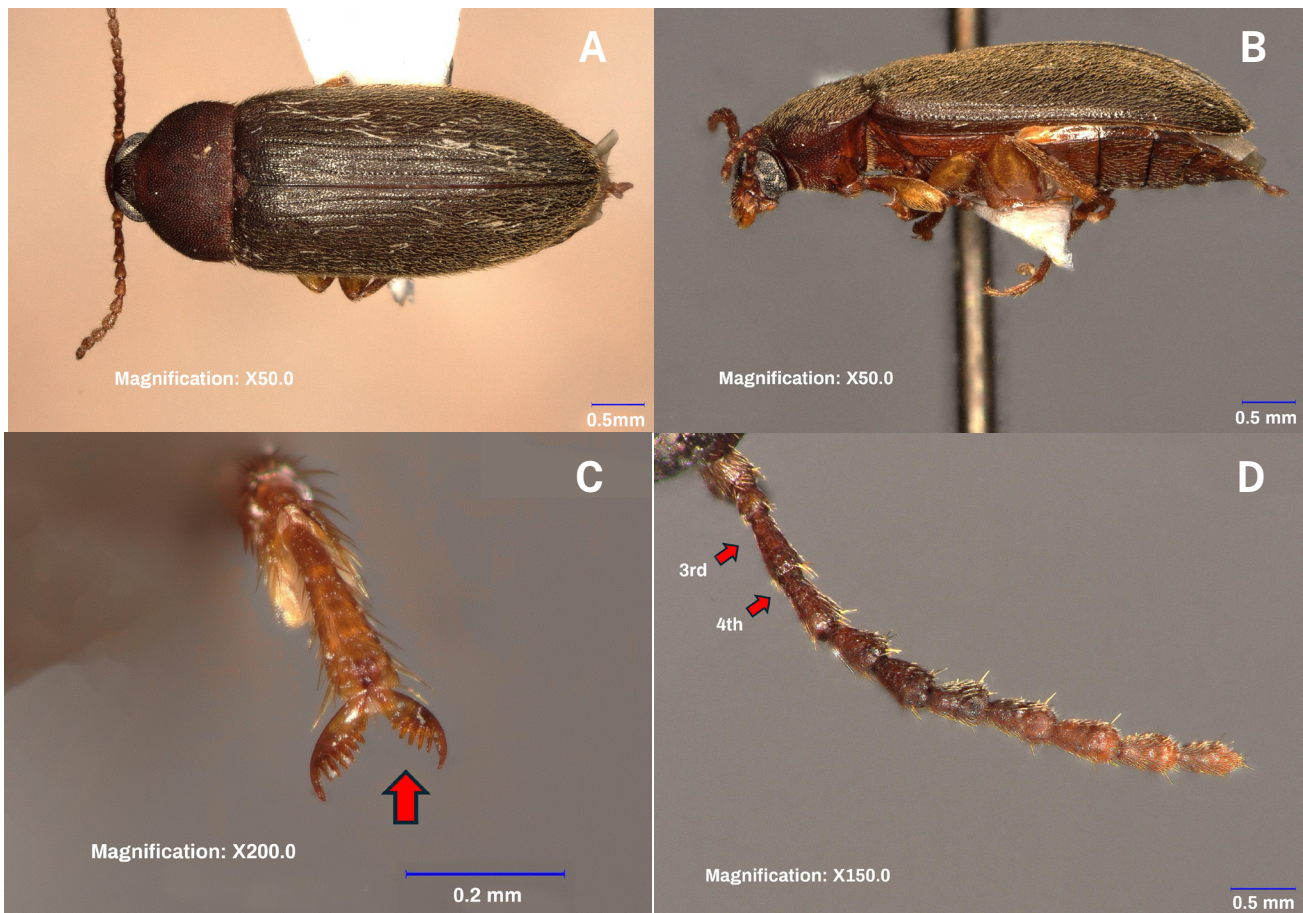 A
Magnification: X50.0
0.5mm
B
Magnification: X50.0
0.5 mm
C
Magnification: X200.0
0.2 mm
D
3rd
4th
Magnification: X150.0
0.5 mm